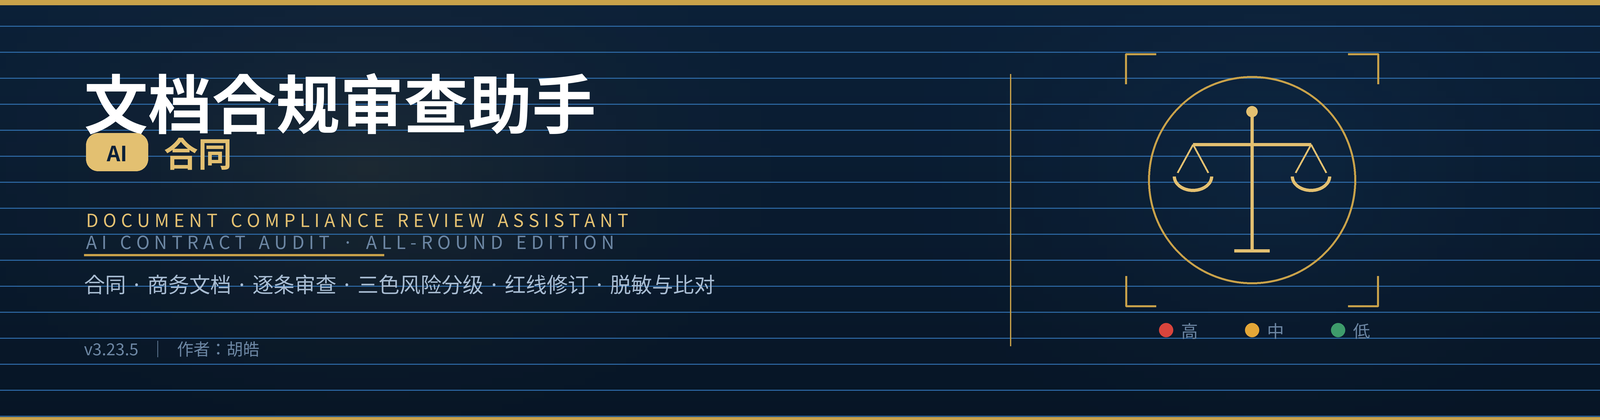 文档合规审查助手
AI 合同
DOCUMENT COMPLIANCE REVIEW ASSISTANT
AI CONTRACT AUDIT · ALL-ROUND EDITION
合同 · 商务文档 · 逐条审查 · 三色风险分级 · 红线修订 · 脱敏与比对
v3.23.5 | 作者：胡皓
高 中 低